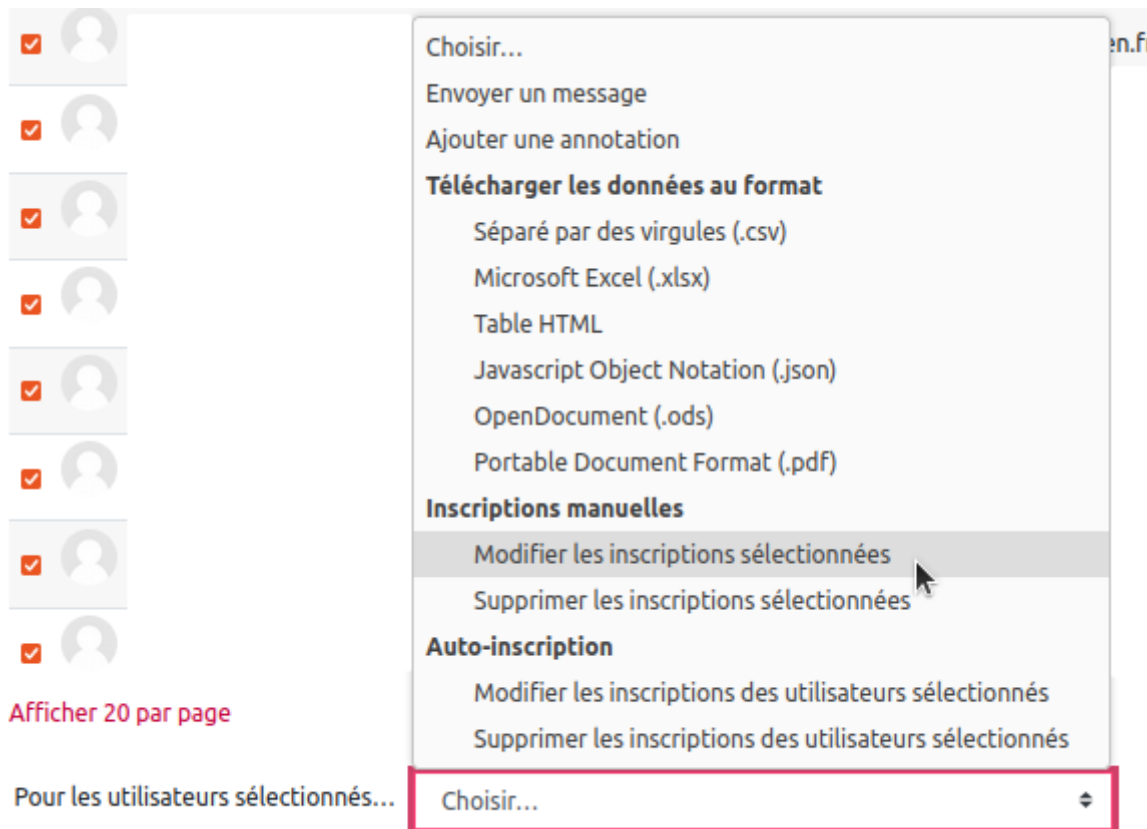 Choisir…
en.f
Envoyer un message
Ajouter une annotation
Télécharger les données au format
Séparé par des virgules (.csv)
Microsoft Excel (.xlsx)
Table HTML
Javascript Object Notation (.json)
OpenDocument (.ods)
Portable Document Format (.pdf)
Inscriptions manuelles
Modifier les inscriptions sélectionnées
Supprimer les inscriptions sélectionnées
Auto-inscription
Modifier les inscriptions des utilisateurs sélectionnés
Supprimer les inscriptions des utilisateurs sélectionnés
Afficher 20 par page
Pour les utilisateurs sélectionnés… Choisir…